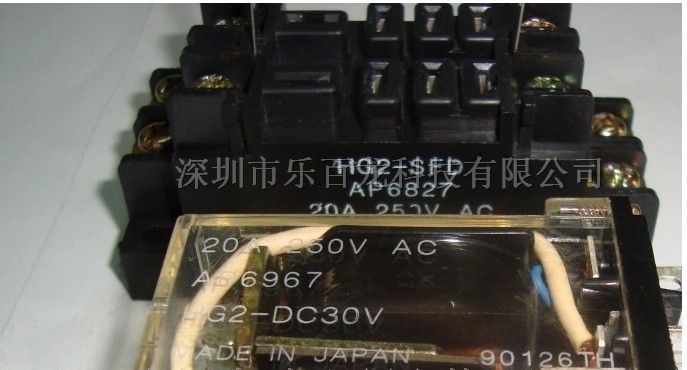 HG2-SFD
深圳市乐百克科技有限公司
AP6827
20A 250V AC
20A 250V AC
AP6967
HG2-DC30V
MADE IN JAPAN 90126TH